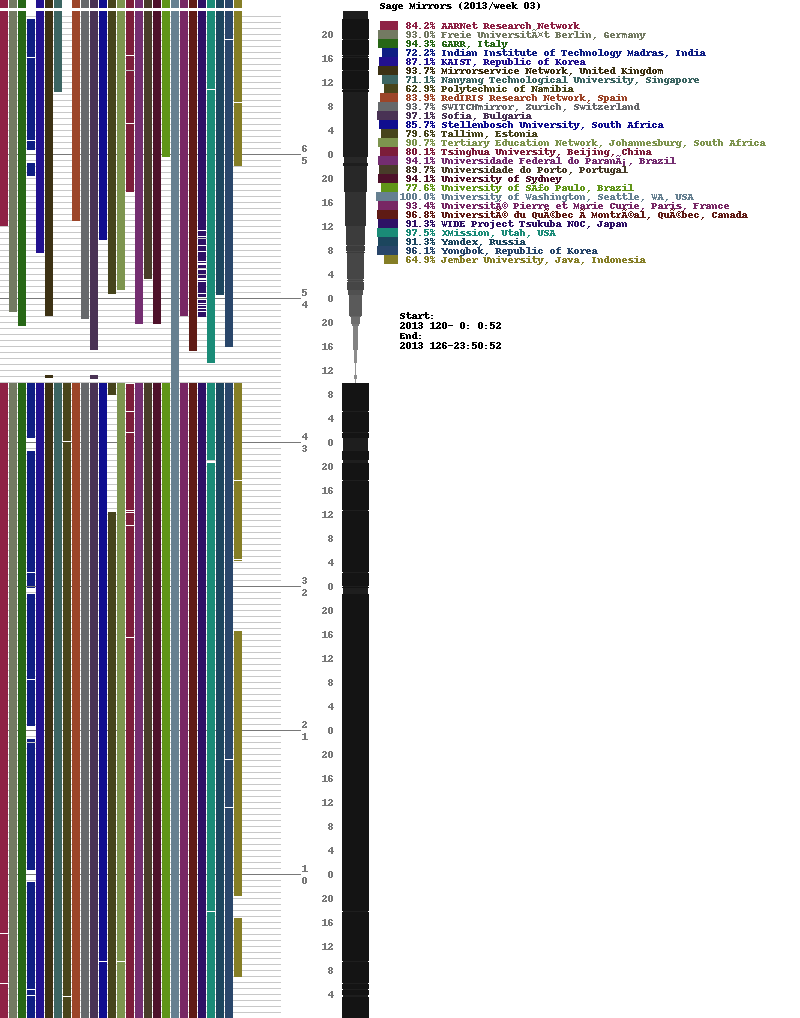 Sage Mirrors (2013/week 03)
84.2% AARNet Research Network
93.0% Freie UniversitÃ¤t Berlin, Germany
94.3% GARR, Italy
72.2% Indian Institute of Technology Madras, India
87.1% KAIST, Republic of Korea
93.7% Mirrorservice Network, United Kingdom
71.1% Nanyang Technological University, Singapore
62.9% Polytechnic of Namibia
83.9% RedIRIS Research Network, Spain
93.7% SWITCHmirror, Zurich, Switzerland
97.1% Sofia, Bulgaria
85.7% Stellenbosch University, South Africa
79.6% Tallinn, Estonia
90.7% Tertiary Education Network, Johannesburg, South Africa
80.1% Tsinghua University, Beijing, China
94.1% Universidade Federal do ParanÃ¡, Brazil
89.7% Universidade do Porto, Portugal
94.1% University of Sydney
77.6% University of SÃ£o Paulo, Brazil
100.0% University of Washington, Seattle, WA, USA
93.4% UniversitÃ© Pierre et Marie Curie, Paris, France
96.8% UniversitÃ© du QuÃ©bec Ã MontrÃ©al, QuÃ©bec, Canada
91.3% WIDE Project Tsukuba NOC, Japan
97.5% XMission, Utah, USA
91.3% Yandex, Russia
96.1% Yongbok, Republic of Korea
64.9% Jember University, Java, Indonesia
Start:
2013 120- 0: 0:52
End:
2013 126-23:50:52
20
16
12
8
4
6
0
5
20
16
12
8
4
5
0
4
20
16
12
8
4
4
0
3
20
16
12
8
4
3
0
2
20
16
12
8
4
2
0
1
20
16
12
8
4
1
0
0
20
16
12
8
4